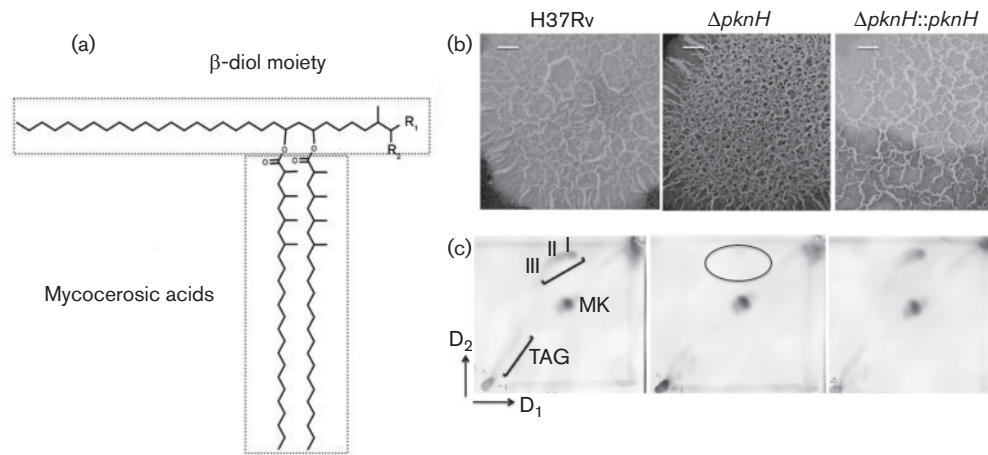 (a)
β-diol moiety
R₁
R₂
O
O
O
O
Mycocerosic acids
(b)
H37Rv
ΔpknH
ΔpknH::pknH
(c)
I
II
III
MK
TAG
D₂
D₁